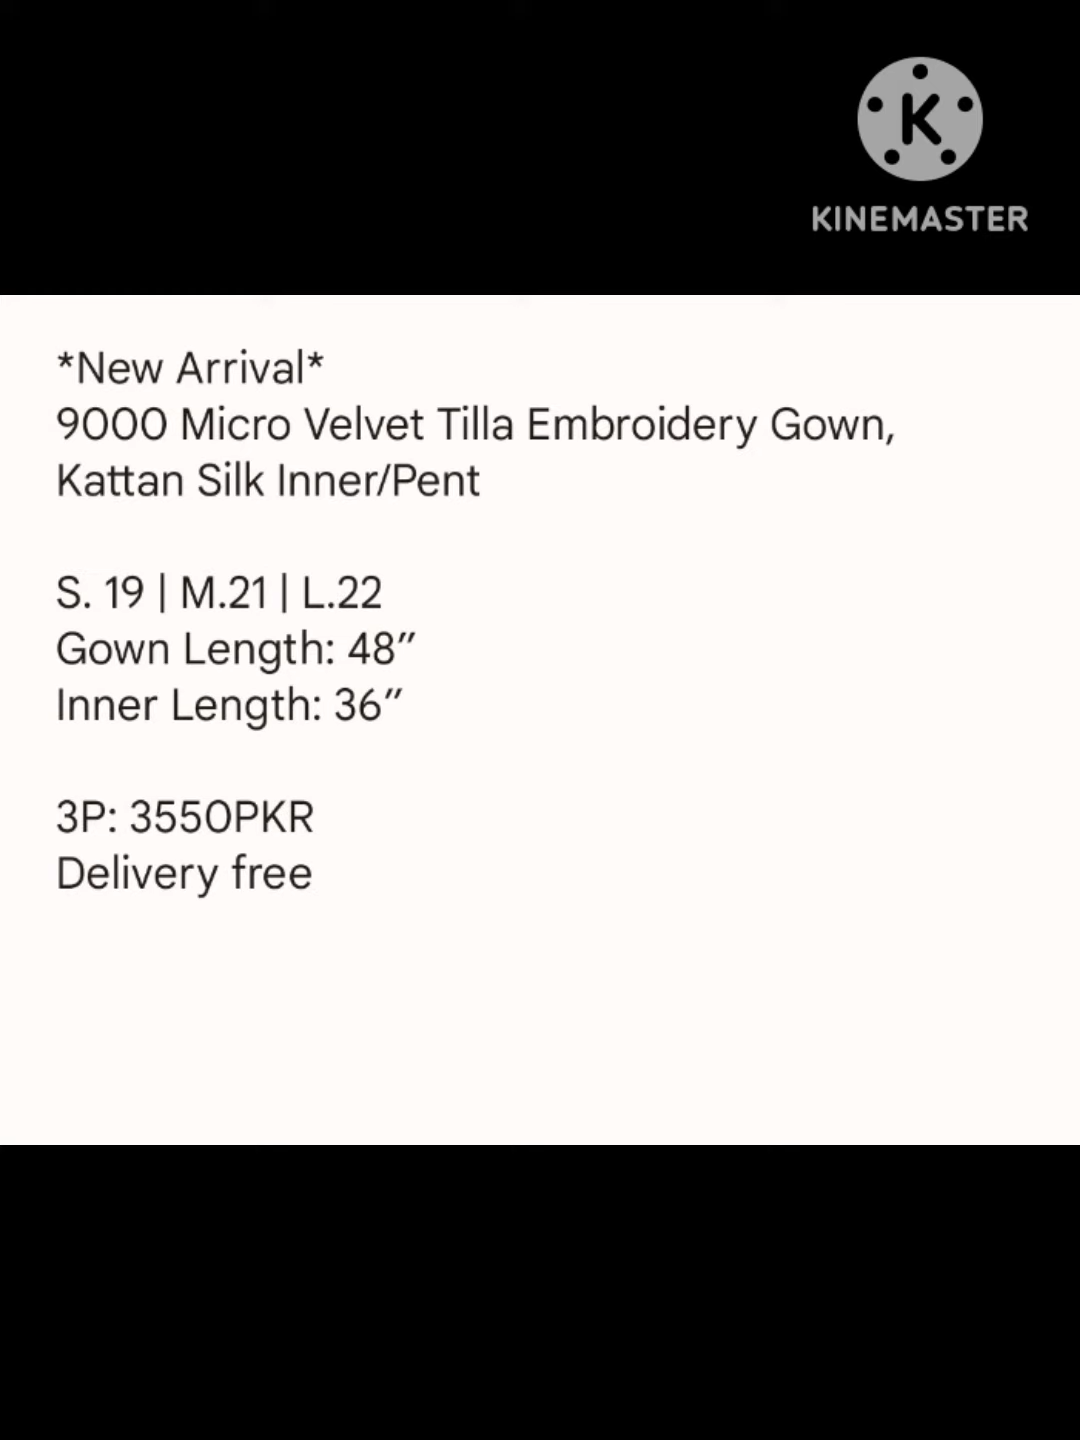 K
KINEMASTER
*New Arrival*
9000 Micro Velvet Tilla Embroidery Gown,
Kattan Silk Inner/Pent
S. 19 | M.21 | L.22
Gown Length: 48”
Inner Length: 36”
3P: 3550PKR
Delivery free